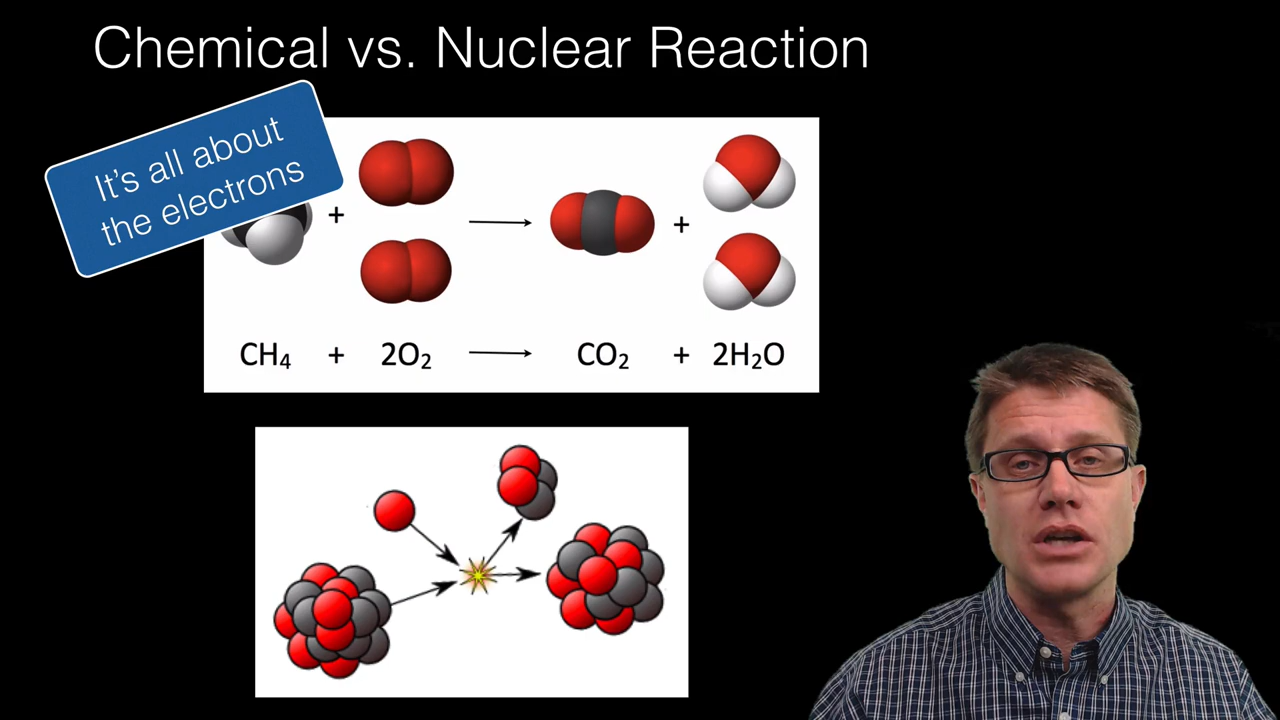 Chemical vs. Nuclear Reaction
It's all about
the electrons
+ → +
CH₄ + 2O₂ → CO₂ + 2H₂O